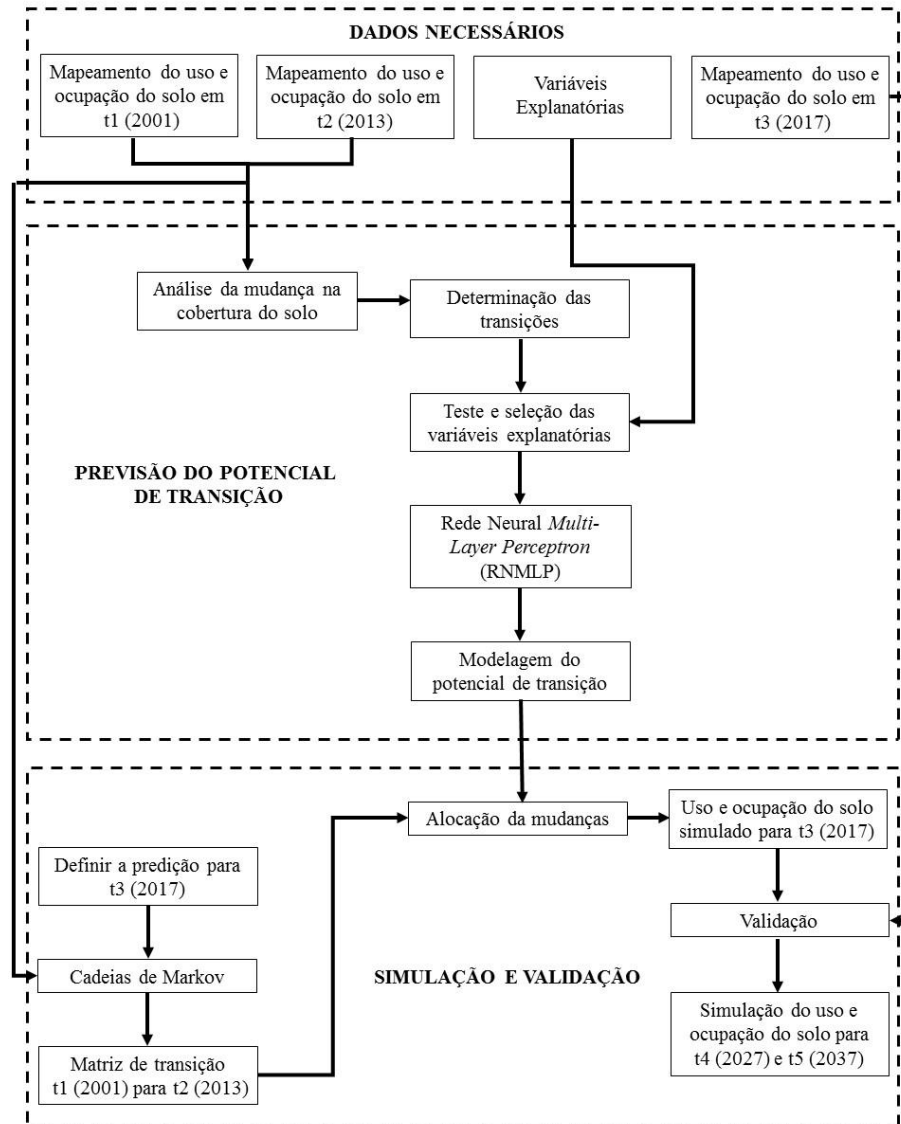 DADOS NECESSÁRIOS
Mapeamento do uso e
ocupação do solo em
t1 (2001)
Mapeamento do uso e
ocupação do solo em
t2 (2013)
Variáveis
Explanatórias
Mapeamento do uso e
ocupação do solo em
t3 (2017)
Análise da mudança na
cobertura do solo
Determinação das
transições
Teste e seleção das
variáveis explanatórias
PREVISÃO DO POTENCIAL
DE TRANSIÇÃO
Rede Neural Multi-
Layer Perceptron
(RNMLP)
Modelagem do
potencial de transição
Alocação da mudanças
Uso e ocupação do solo
simulado para t3 (2017)
Definir a predição para
t3 (2017)
Validação
Cadeias de Markov
SIMULAÇÃO E VALIDAÇÃO
Matriz de transição
t1 (2001) para t2 (2013)
Simulação do uso e
ocupação do solo para
t4 (2027) e t5 (2037)